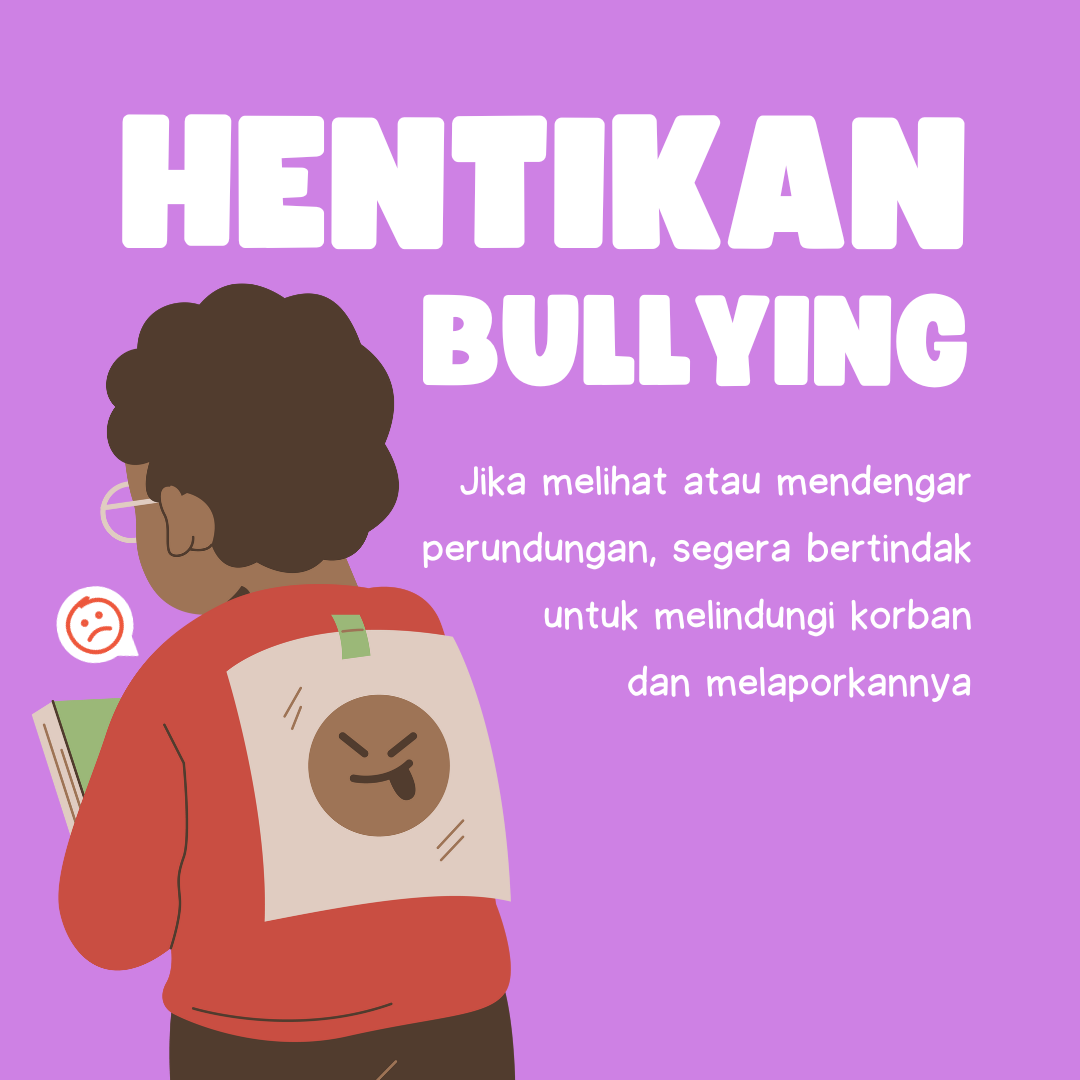 HENTIKAN
BULLYING
Jika melihat atau mendengar
perundungan, segera bertindak
untuk melindungi korban
dan melaporkannya